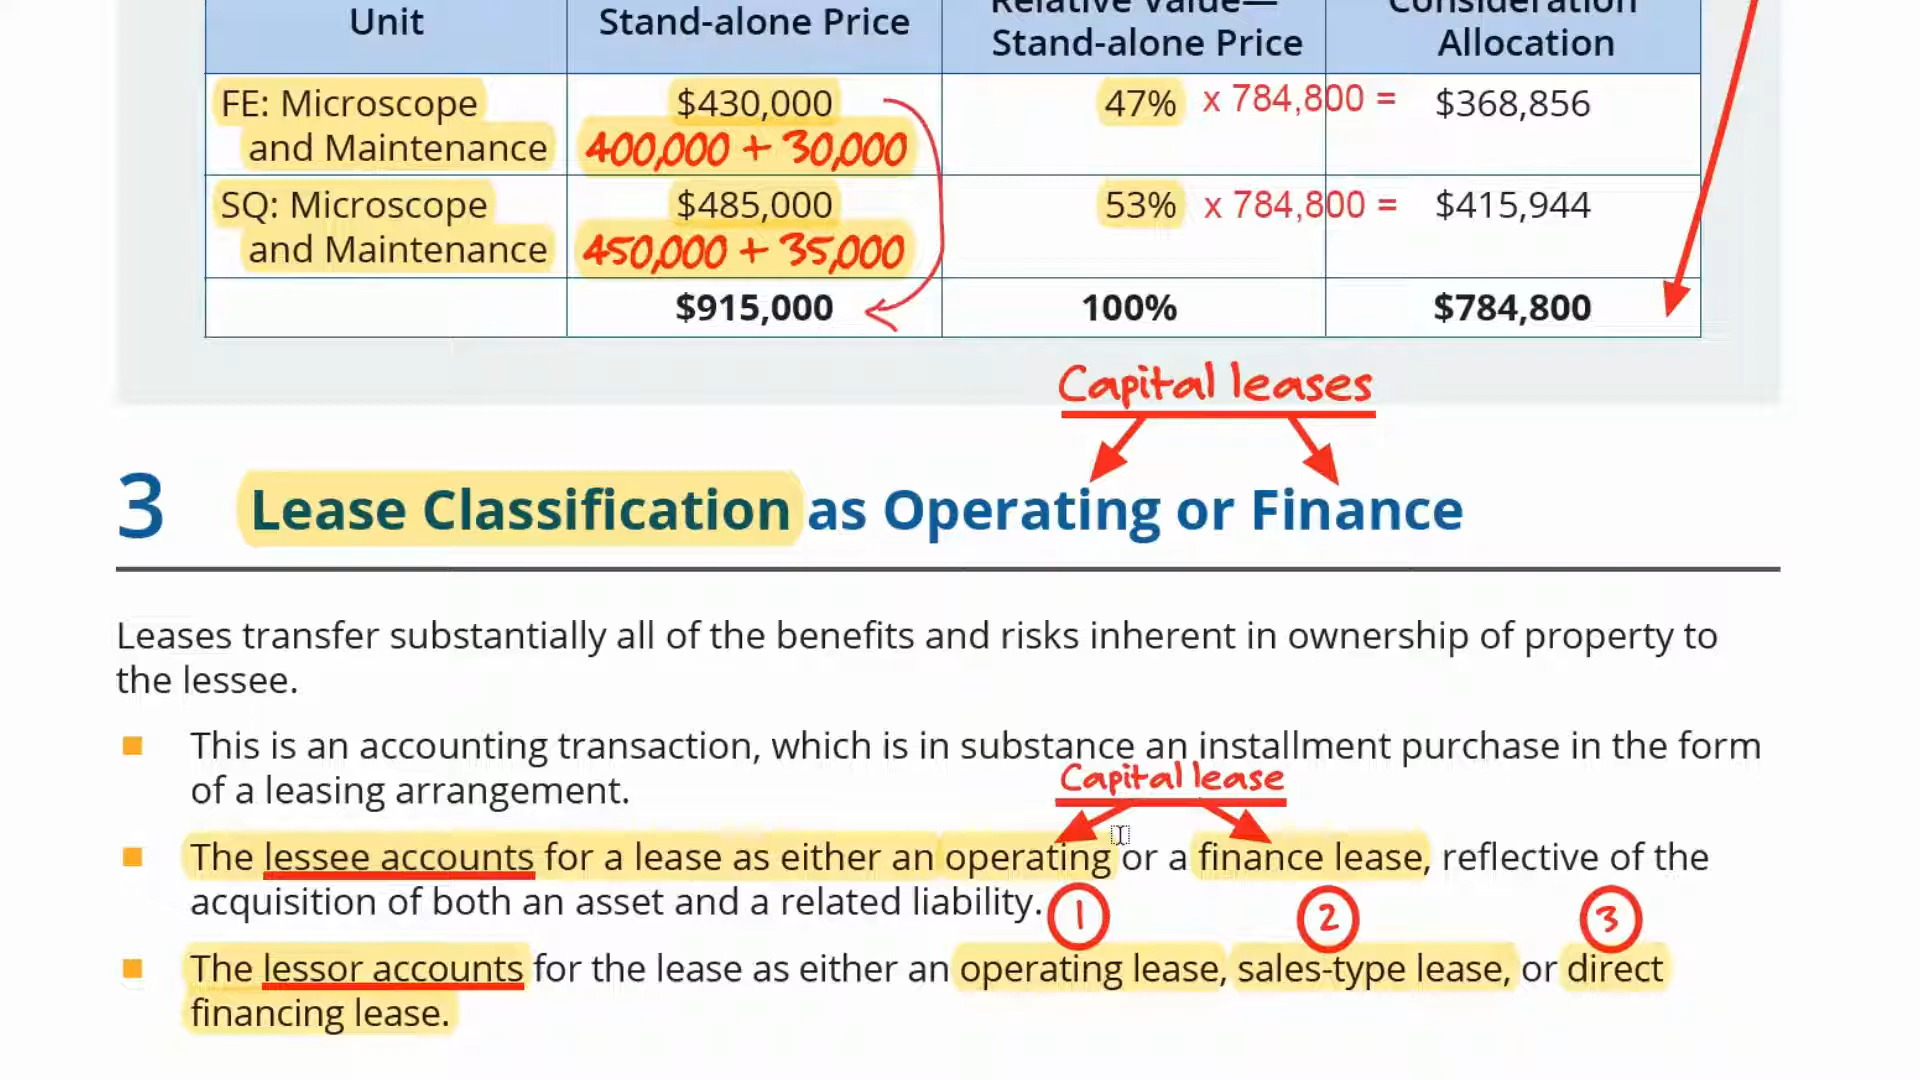 Unit
Stand-alone Price
Relative Value—
Stand-alone Price
Consideration
Allocation
FE: Microscope
and Maintenance
$430,000
400,000 + 30,000
47%
x 784,800 =
$368,856
SQ: Microscope
and Maintenance
$485,000
450,000 + 35,000
53%
x 784,800 =
$415,944
$915,000
100%
$784,800
Capital leases
3 Lease Classification as Operating or Finance
Leases transfer substantially all of the benefits and risks inherent in ownership of property to
the lessee.
This is an accounting transaction, which is in substance an installment purchase in the form
of a leasing arrangement.
Capital lease
The lessee accounts for a lease as either an operating or a finance lease, reflective of the
acquisition of both an asset and a related liability.
1 2 3
The lessor accounts for the lease as either an operating lease, sales-type lease, or direct
financing lease.